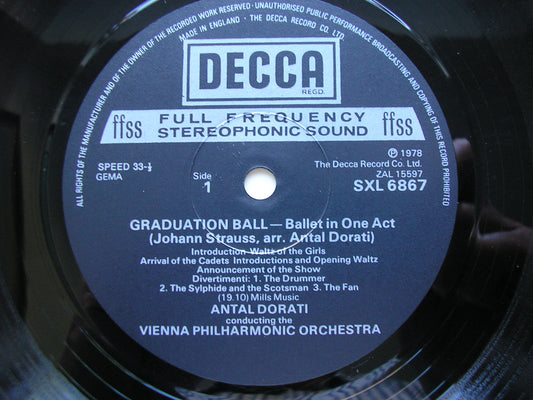 ALL RIGHTS OF THE MANUFACTURER AND OF THE OWNER OF THE RECORDED WORK RESERVED · UNAUTHORISED PUBLIC PERFORMANCE BROADCASTING AND COPYING OF THIS RECORD PROHIBITED
MADE IN ENGLAND · THE DECCA RECORD CO. LTD.
DECCA
REGD.
ffss FULL FREQUENCY STEREOPHONIC SOUND ffss
SPEED 33-⅓
GEMA
Side
1
Ⓟ 1978
The Decca Record Co. Ltd.
ZAL 15597
SXL 6867
GRADUATION BALL — Ballet in One Act
(Johann Strauss, arr. Antal Dorati)
Introduction Waltz of the Girls
Arrival of the Cadets Introductions and Opening Waltz
Announcement of the Show
Divertimenti: 1. The Drummer
2. The Sylphide and the Scotsman 3. The Fan
(19.10) Mills Music
ANTAL DORATI
conducting the
VIENNA PHILHARMONIC ORCHESTRA